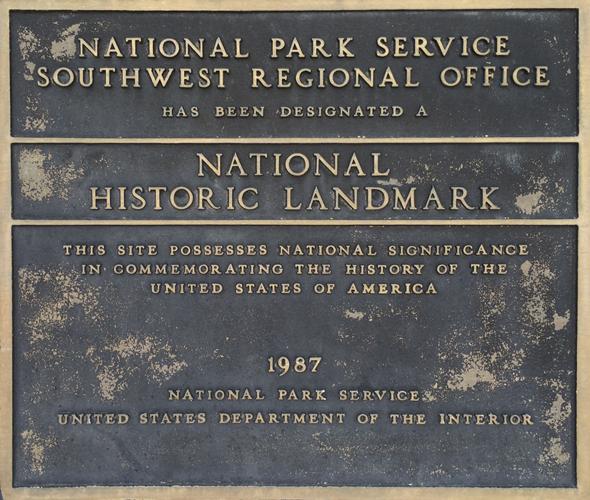 NATIONAL PARK SERVICE
SOUTHWEST REGIONAL OFFICE
HAS BEEN DESIGNATED A
NATIONAL
HISTORIC LANDMARK
THIS SITE POSSESSES NATIONAL SIGNIFICANCE
IN COMMEMORATING THE HISTORY OF THE
UNITED STATES OF AMERICA
1987
NATIONAL PARK SERVICE
UNITED STATES DEPARTMENT OF THE INTERIOR